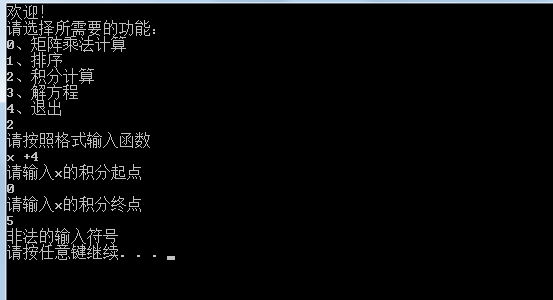 欢迎!
请选择所需要的功能:
0、矩阵乘法计算
1、排序
2、积分计算
3、解方程
4、退出
2
请按照格式输入函数
x +4
请输入x的积分起点
0
请输入x的积分终点
5
非法的输入符号
请按任意键继续. . .